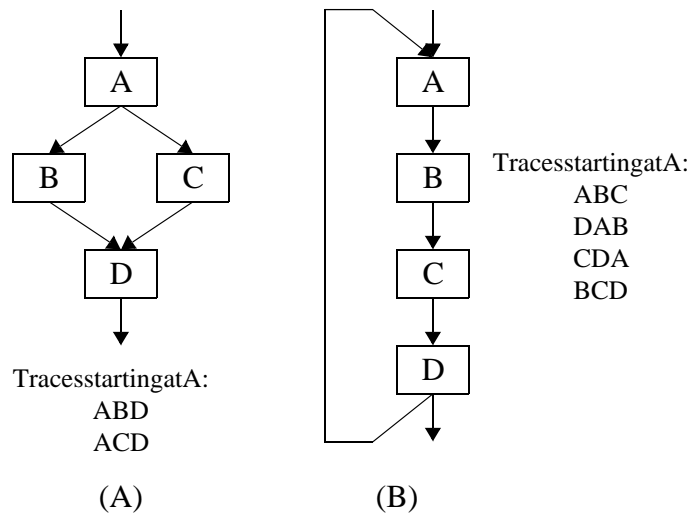 A
B
C
D
TracesstartingatA:
ABD
ACD
(A)
A
B
C
D
TracesstartingatA:
ABC
DAB
CDA
BCD
(B)